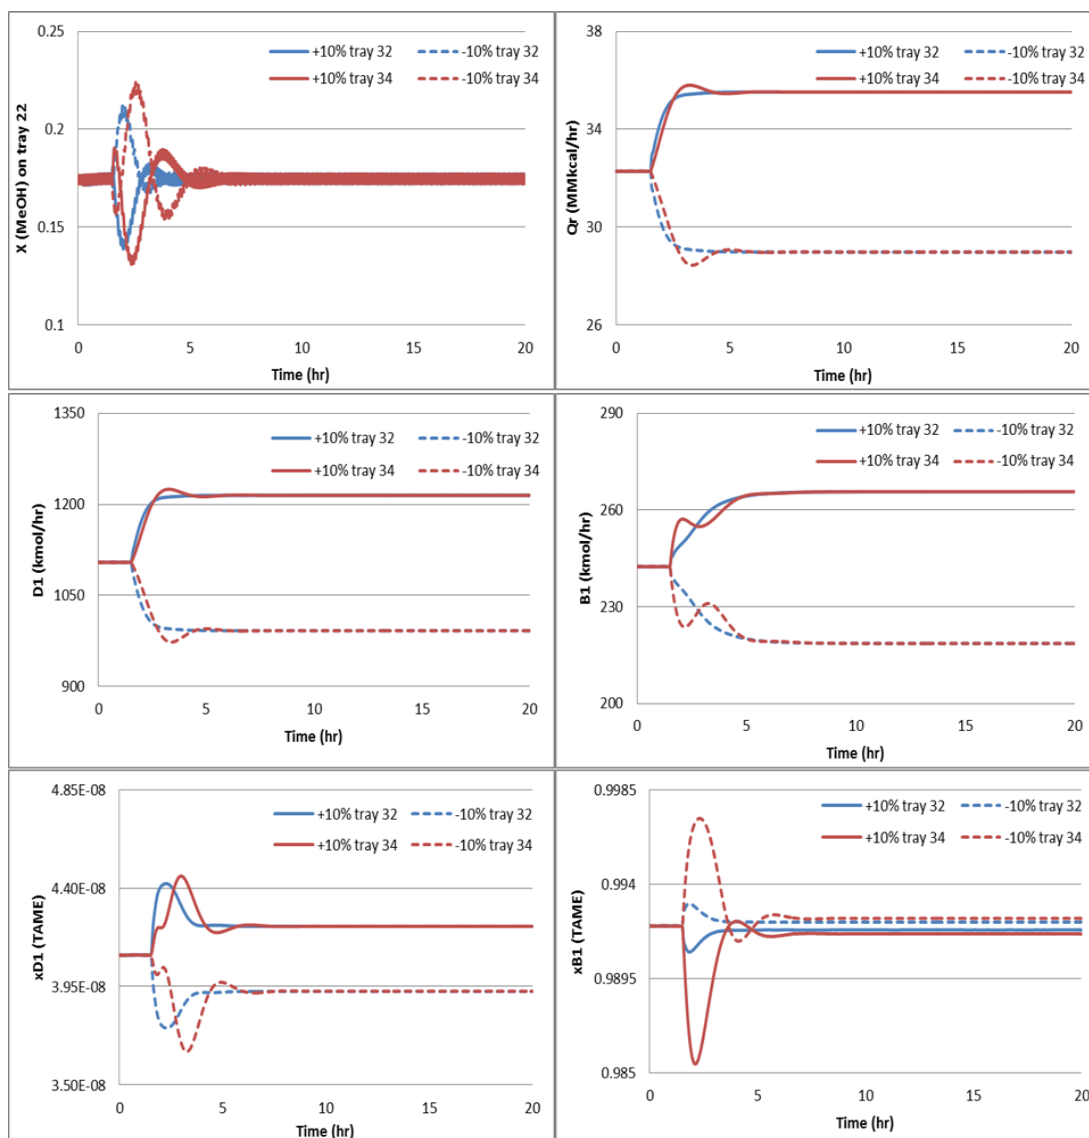 0.25
+10% tray 32 -10% tray 32
+10% tray 34 -10% tray 34
0.2
X (MeOH) on tray 22
0.15
0.1
0 5 10 15 20
Time (hr)
38
+10% tray 32 -10% tray 32
+10% tray 34 -10% tray 34
35
Qr (MMkcal/hr)
32
29
26
0 5 10 15 20
Time (hr)
1350
+10% tray 32 -10% tray 32
+10% tray 34 -10% tray 34
1200
D1 (kmol/hr)
1050
900
0 5 10 15 20
Time (hr)
290
+10% tray 32 -10% tray 32
+10% tray 34 -10% tray 34
260
B1 (kmol/hr)
230
200
0 5 10 15 20
Time (hr)
4.85E-08
+10% tray 32 -10% tray 32
+10% tray 34 -10% tray 34
4.40E-08
xD1 (TAME)
3.95E-08
3.50E-08
0 5 10 15 20
Time (hr)
0.9985
+10% tray 32 -10% tray 32
+10% tray 34 -10% tray 34
0.994
xB1 (TAME)
0.9895
0.985
0 5 10 15 20
Time (hr)